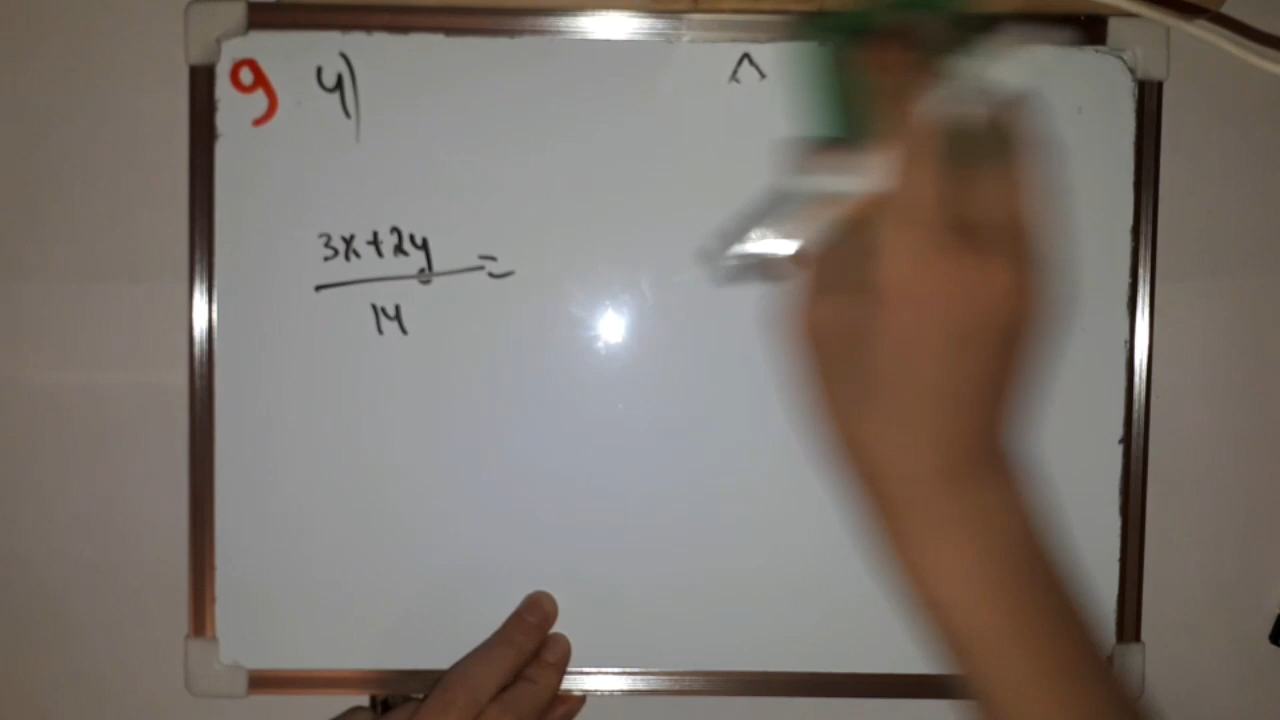 9 4) ^
3x+2y =
14